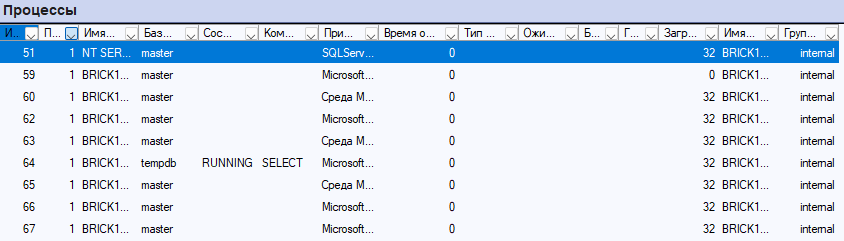 Процессы
И... П... Имя... Баз... Сос... Ком... При... Время о... Тип ... Ожи... Б... Г... Загр... Имя... Груп...
51 1 NT SER... master SQLServ... 0 32 BRICK1... internal
59 1 BRICK1... master Microsoft... 0 0 BRICK1... internal
60 1 BRICK1... master Среда М... 0 32 BRICK1... internal
62 1 BRICK1... master Microsoft... 0 32 BRICK1... internal
63 1 BRICK1... master Среда М... 0 32 BRICK1... internal
64 1 BRICK1... tempdb RUNNING SELECT Microsoft... 0 32 BRICK1... internal
65 1 BRICK1... master Среда М... 0 32 BRICK1... internal
66 1 BRICK1... master Microsoft... 0 32 BRICK1... internal
67 1 BRICK1... master Microsoft... 0 32 BRICK1... internal